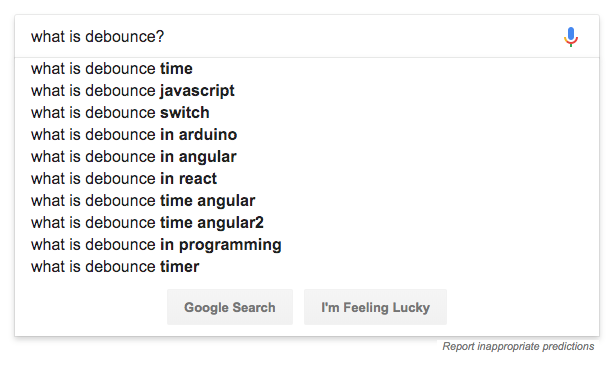 what is debounce?
what is debounce time
what is debounce javascript
what is debounce switch
what is debounce in arduino
what is debounce in angular
what is debounce in react
what is debounce time angular
what is debounce time angular2
what is debounce in programming
what is debounce timer
Google Search I'm Feeling Lucky
Report inappropriate predictions